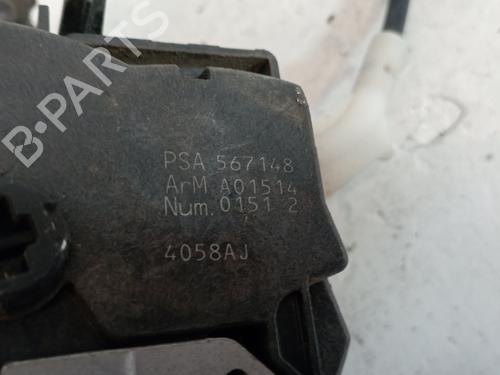 B-PARTS
PSA 567148
ArM A01514
Num. 0151 2
4058AJ